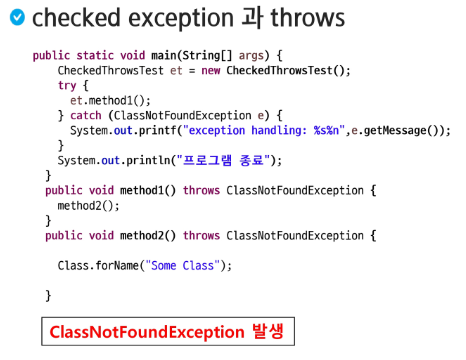 checked exception 과 throws
public static void main(String[] args) {
CheckedThrowsTest et = new CheckedThrowsTest();
try {
et.method1();
} catch (ClassNotFoundException e) {
System.out.printf("exception handling: %s%n",e.getMessage());
}
System.out.println("프로그램 종료");
}
public void method1() throws ClassNotFoundException {
method2();
}
public void method2() throws ClassNotFoundException {
Class.forName("Some Class");
}
ClassNotFoundException 발생